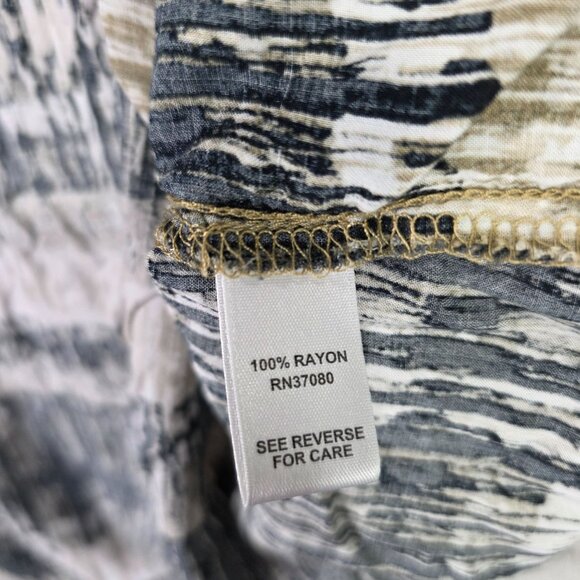 100% RAYON
RN37080
SEE REVERSE
FOR CARE